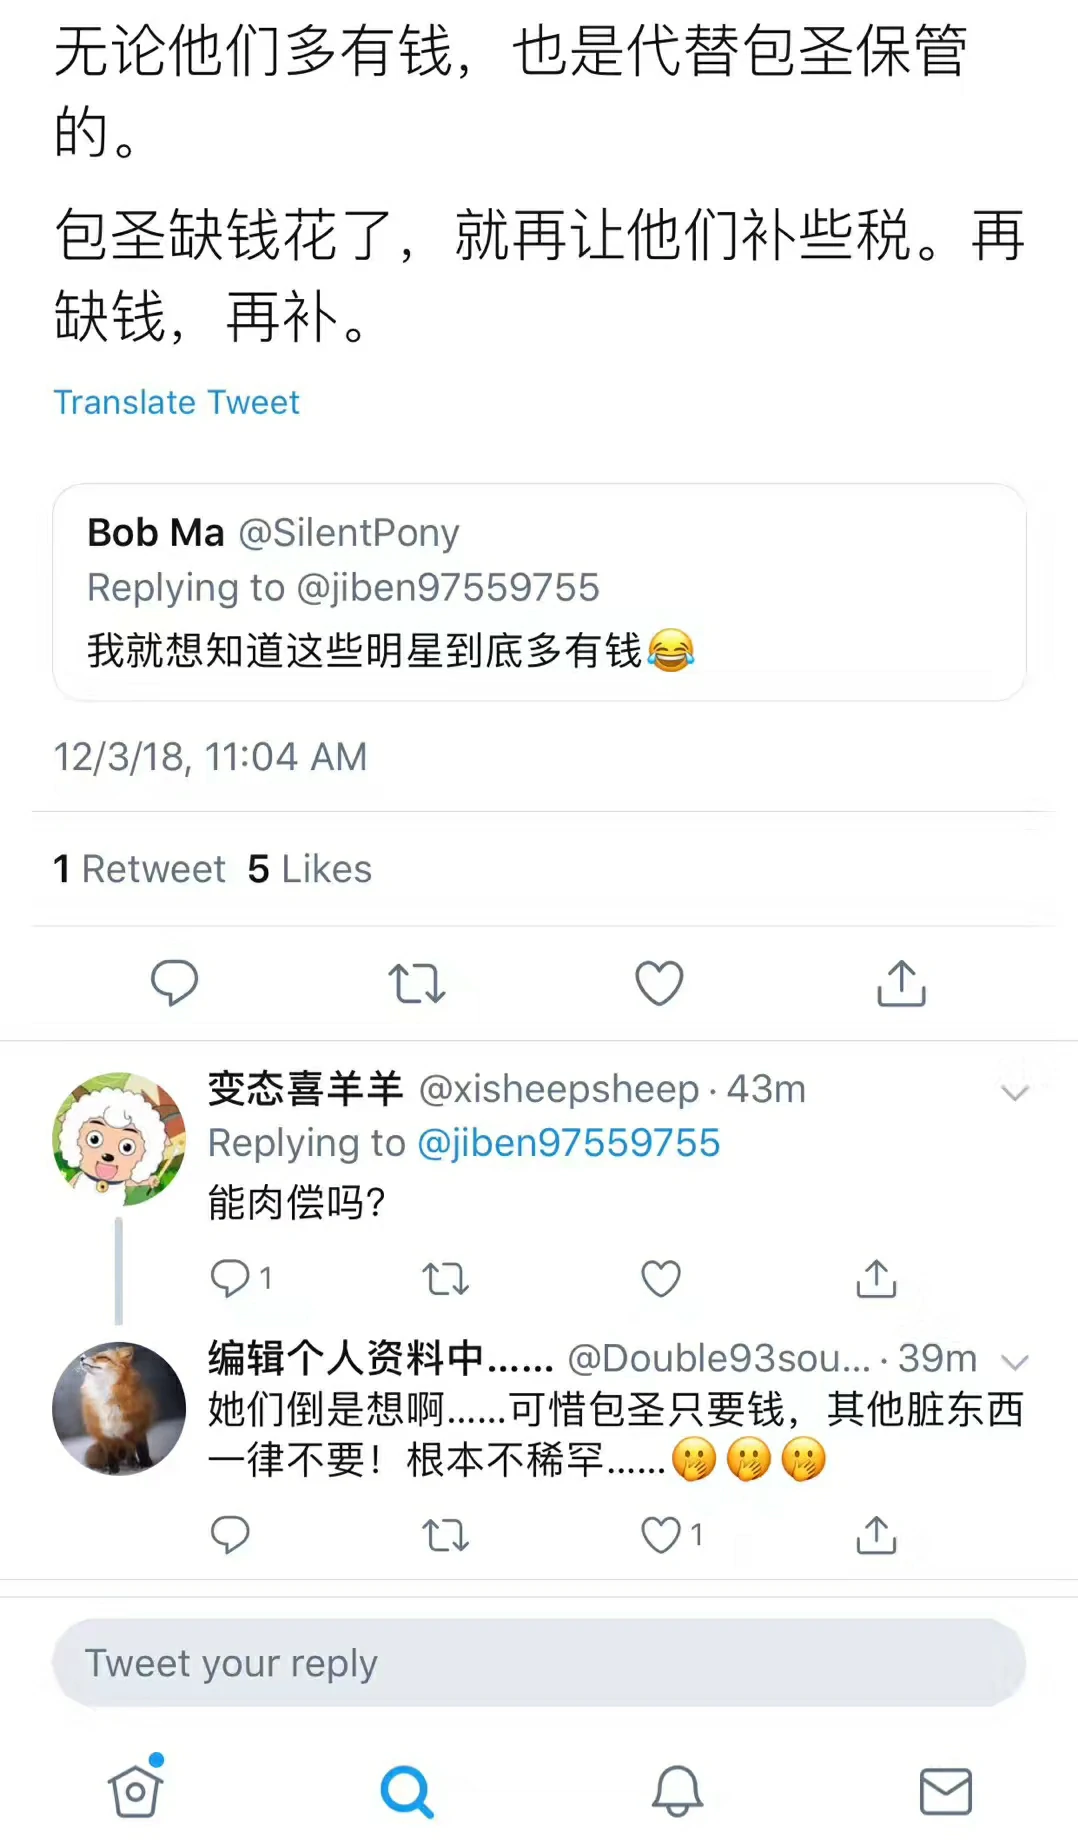 无论他们多有钱，也是代替包圣保管
的。
包圣缺钱花了，就再让他们补些税。再
缺钱，再补。
Translate Tweet
Bob Ma @SilentPony
Replying to @jiben97559755
我就想知道这些明星到底多有钱😂
12/3/18, 11:04 AM
1 Retweet 5 Likes
变态喜羊羊 @xisheepsheep · 43m
Replying to @jiben97559755
能肉偿吗?
1
编辑个人资料中…… @Double93sou... · 39m
她们倒是想啊……可惜包圣只要钱，其他脏东西
一律不要！根本不稀罕……🤭🤭🤭
1
Tweet your reply